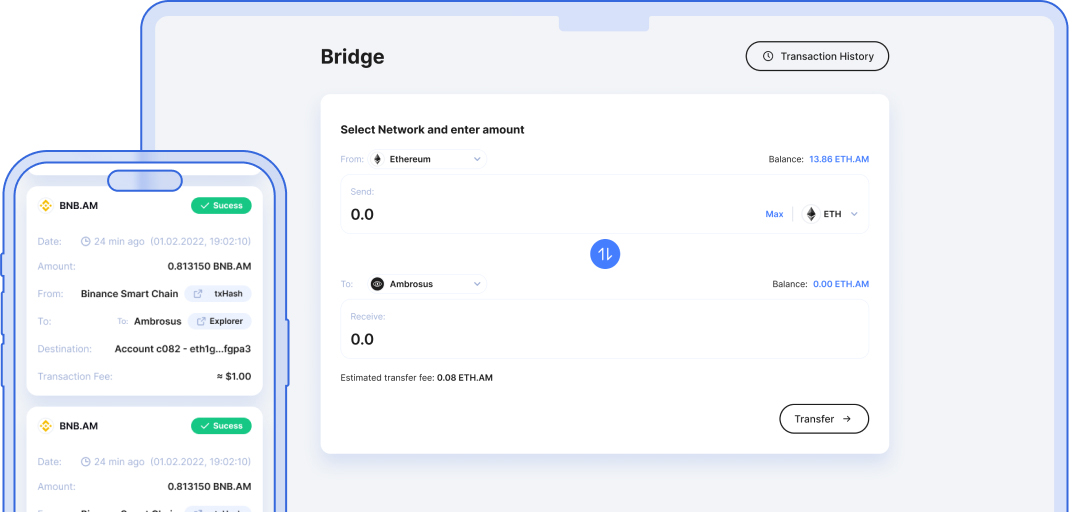 Bridge
Transaction History
Select Network and enter amount
From: Ethereum Balance: 13.86 ETH.AM
Send:
0.0 Max ETH
To: Ambrosus Balance: 0.00 ETH.AM
Receive:
0.0
Estimated transfer fee: 0.08 ETH.AM
Transfer
BNB.AM Sucess
Date: 24 min ago (01.02.2022, 19:02:10)
Amount: 0.813150 BNB.AM
From: Binance Smart Chain txHash
To: To: Ambrosus Explorer
Destination: Account c082 - eth1g...fgpa3
Transaction Fee: ≈ $1.00
BNB.AM Sucess
Date: 24 min ago (01.02.2022, 19:02:10)
Amount: 0.813150 BNB.AM